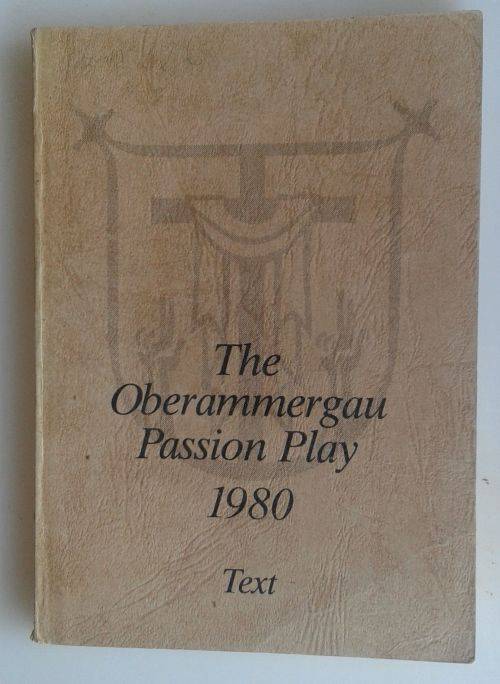 The
Oberammergau
Passion Play
1980
Text